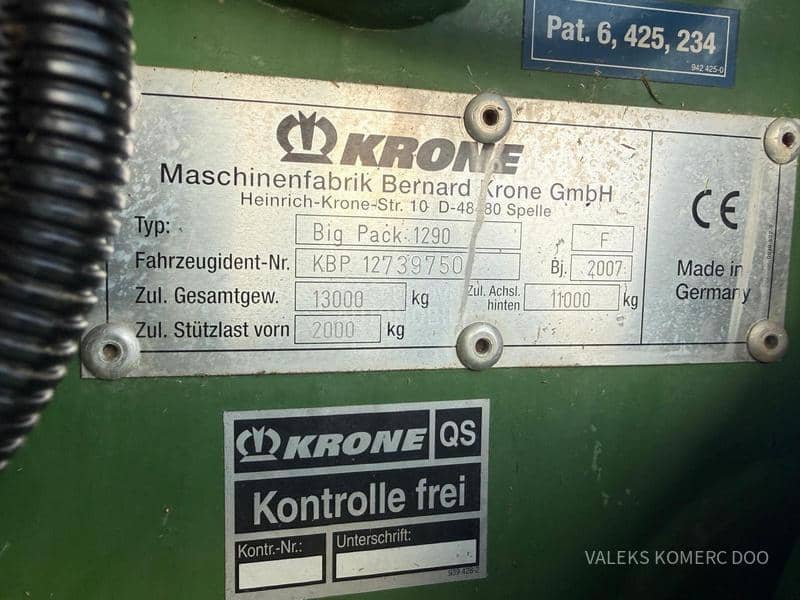 Pat. 6, 425, 234
942 425-0
KRONE
Maschinenfabrik Bernard Krone GmbH
Heinrich-Krone-Str. 10 D-48480 Spelle
Typ: Big Pack 1290 F
Fahrzeugident-Nr. KBP 12739750 Bj. 2007
Zul. Gesamtgew. 13000 kg Zul. Achsl. hinten 11000 kg
Zul. Stützlast vorn 2000 kg
CE
Made in
Germany
KRONE QS
Kontrolle frei
Kontr.-Nr.: Unterschrift:
VALEKS KOMERC DOO